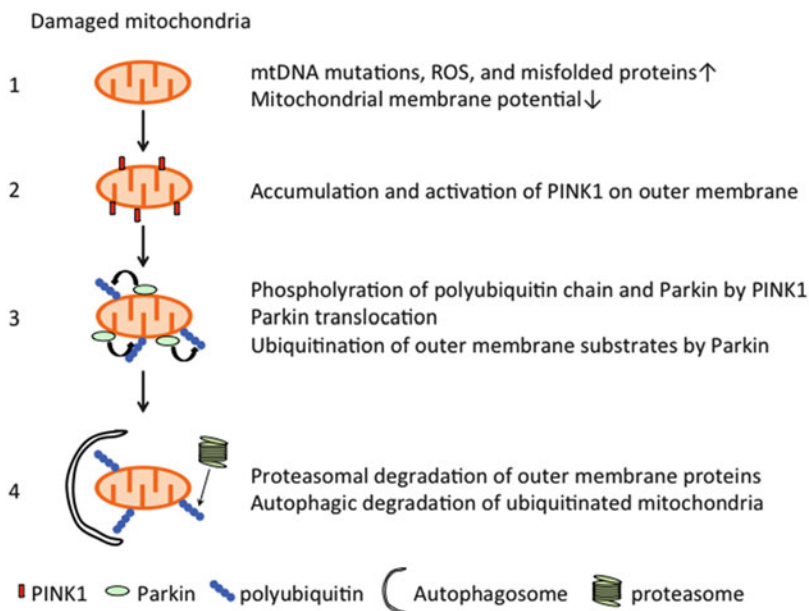 Damaged mitochondria
1
mtDNA mutations, ROS, and misfolded proteins↑
Mitochondrial membrane potential↓
2
Accumulation and activation of PINK1 on outer membrane
Phospholyration of polyubiquitin chain and Parkin by PINK1
3
Parkin translocation
Ubiquitination of outer membrane substrates by Parkin
4
Proteasomal degradation of outer membrane proteins
Autophagic degradation of ubiquitinated mitochondria
PINK1 Parkin polyubiquitin Autophagosome proteasome